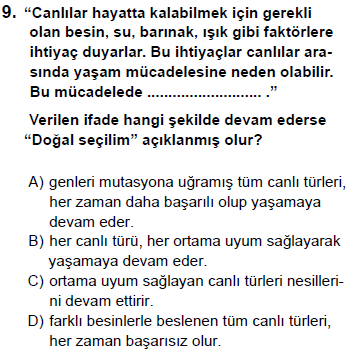 9. “Canlılar hayatta kalabilmek için gerekli
olan besin, su, barınak, ışık gibi faktörlere
ihtiyaç duyarlar. Bu ihtiyaçlar canlılar ara-
sında yaşam mücadelesine neden olabilir.
Bu mücadelede ........................... .”
Verilen ifade hangi şekilde devam ederse
“Doğal seçilim” açıklanmış olur?
A) genleri mutasyona uğramış tüm canlı türleri,
her zaman daha başarılı olup yaşamaya
devam eder.
B) her canlı türü, her ortama uyum sağlayarak
yaşamaya devam eder.
C) ortama uyum sağlayan canlı türleri nesilleri-
ni devam ettirir.
D) farklı besinlerle beslenen tüm canlı türleri,
her zaman başarısız olur.